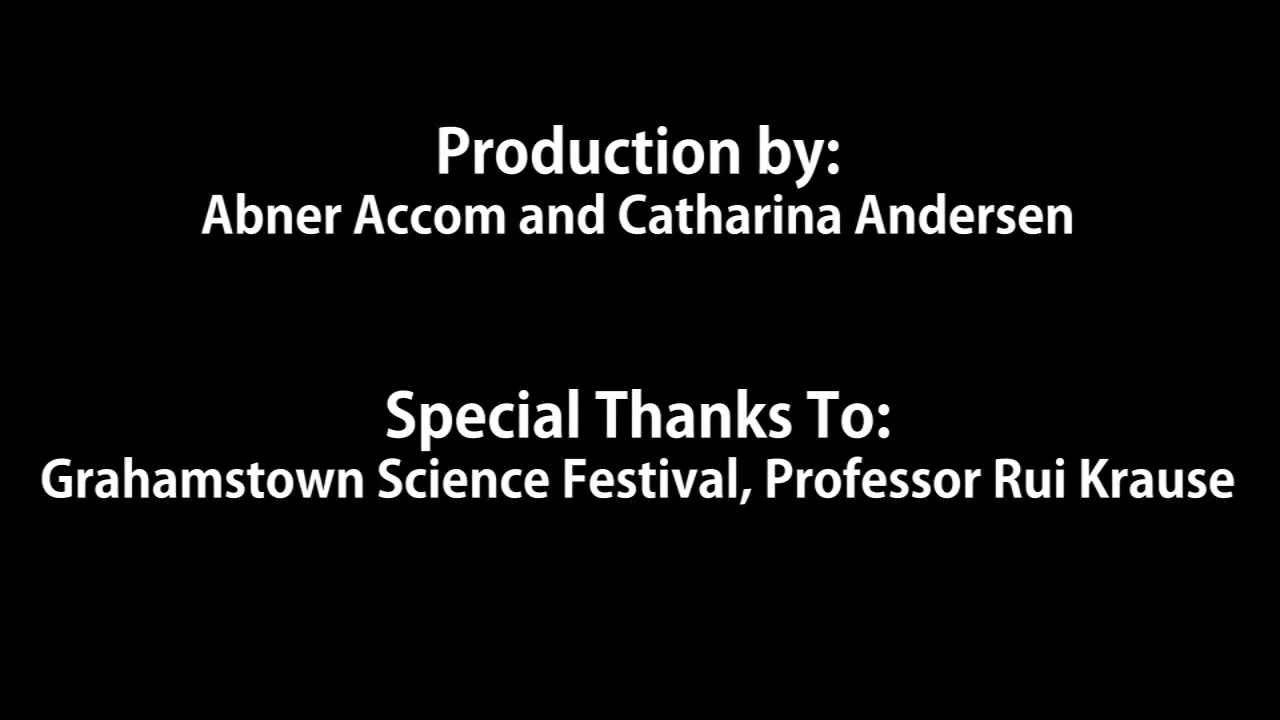 Production by:
Abner Accom and Catharina Andersen
Special Thanks To:
Grahamstown Science Festival, Professor Rui Krause